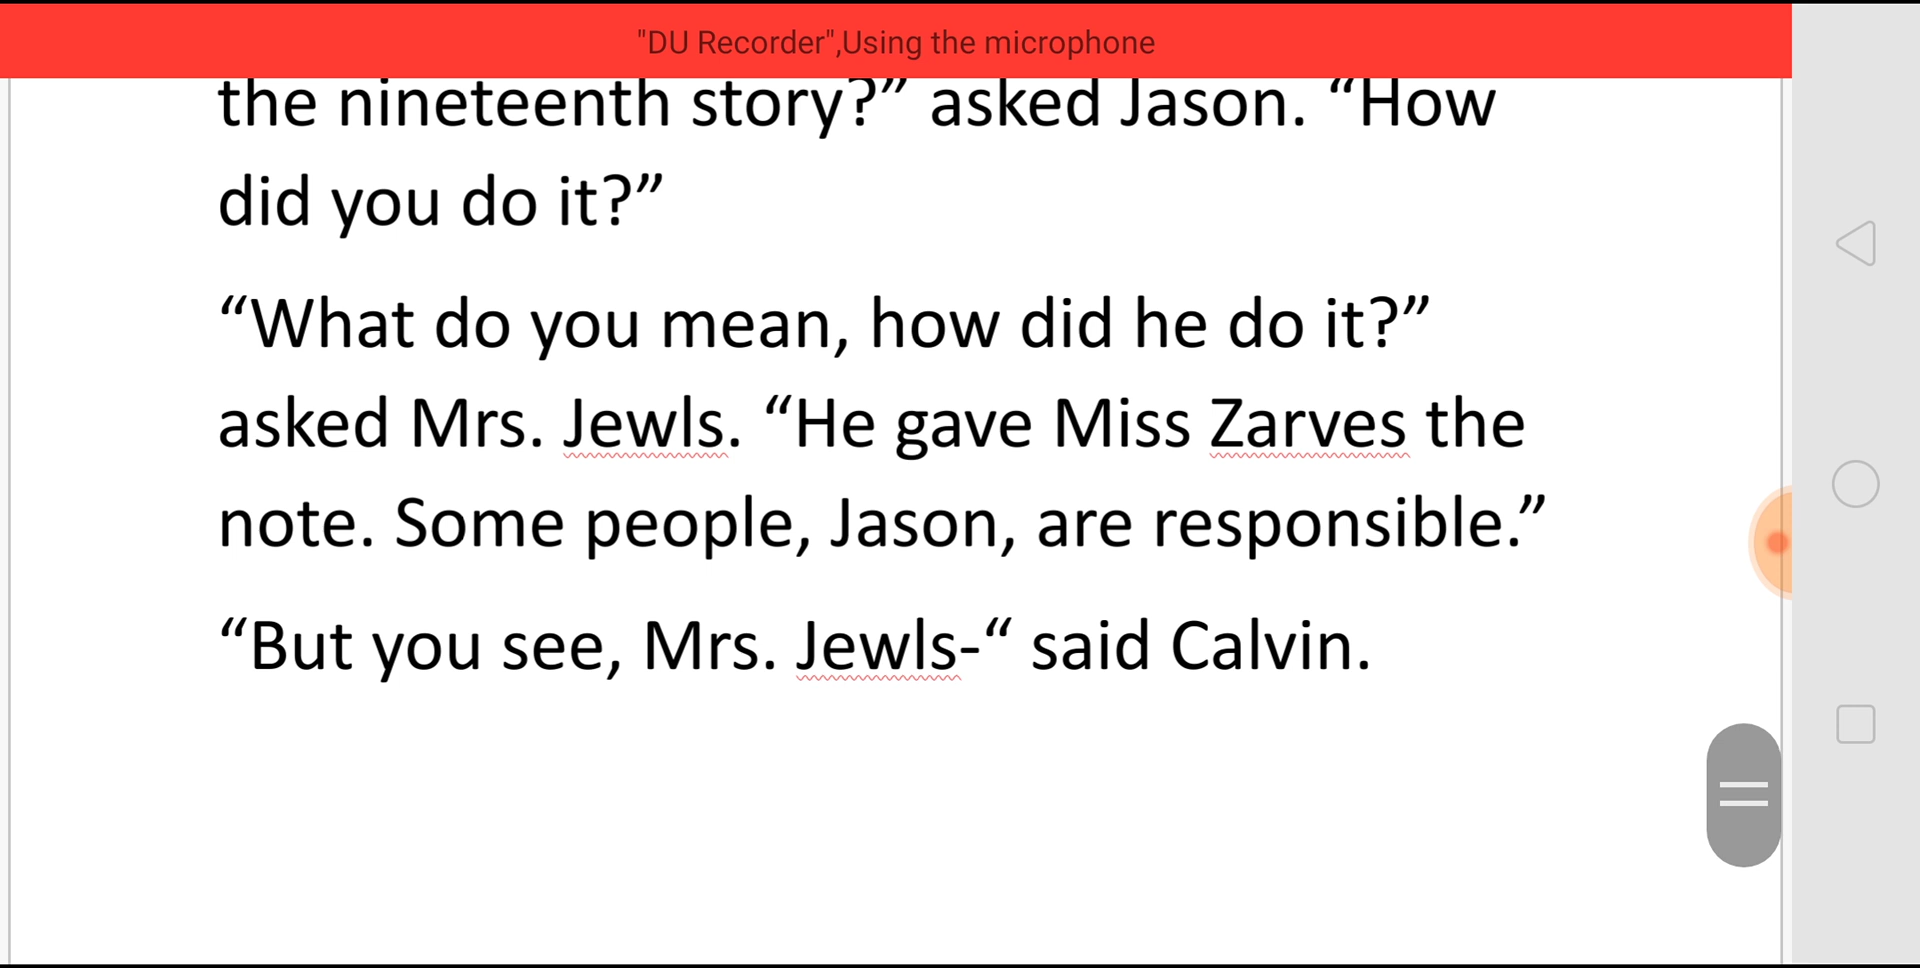 "DU Recorder",Using the microphone
the nineteenth story?” asked Jason. “How
did you do it?”
“What do you mean, how did he do it?”
asked Mrs. Jewls. “He gave Miss Zarves the
note. Some people, Jason, are responsible.”
“But you see, Mrs. Jewls-“ said Calvin.